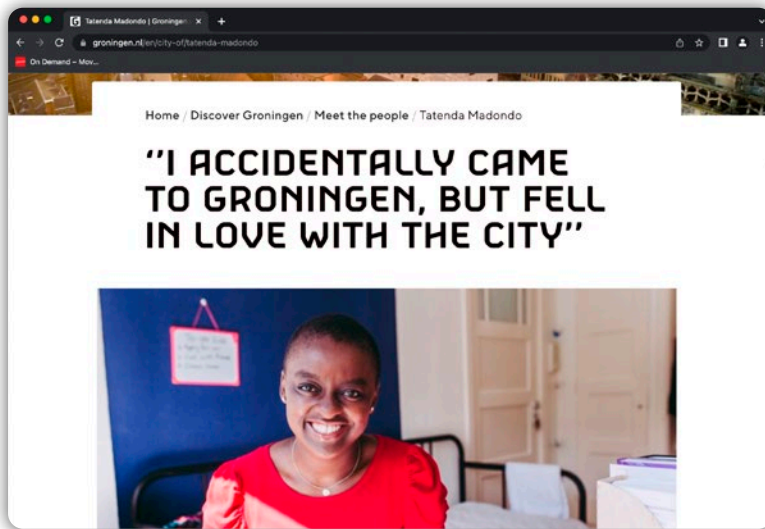 Tatenda Madondo | Groningen
groningen.nl/en/city-of/tatenda-madondo
On Demand – Mov...
Home / Discover Groningen / Meet the people / Tatenda Madondo
"I ACCIDENTALLY CAME
TO GRONINGEN, BUT FELL
IN LOVE WITH THE CITY"